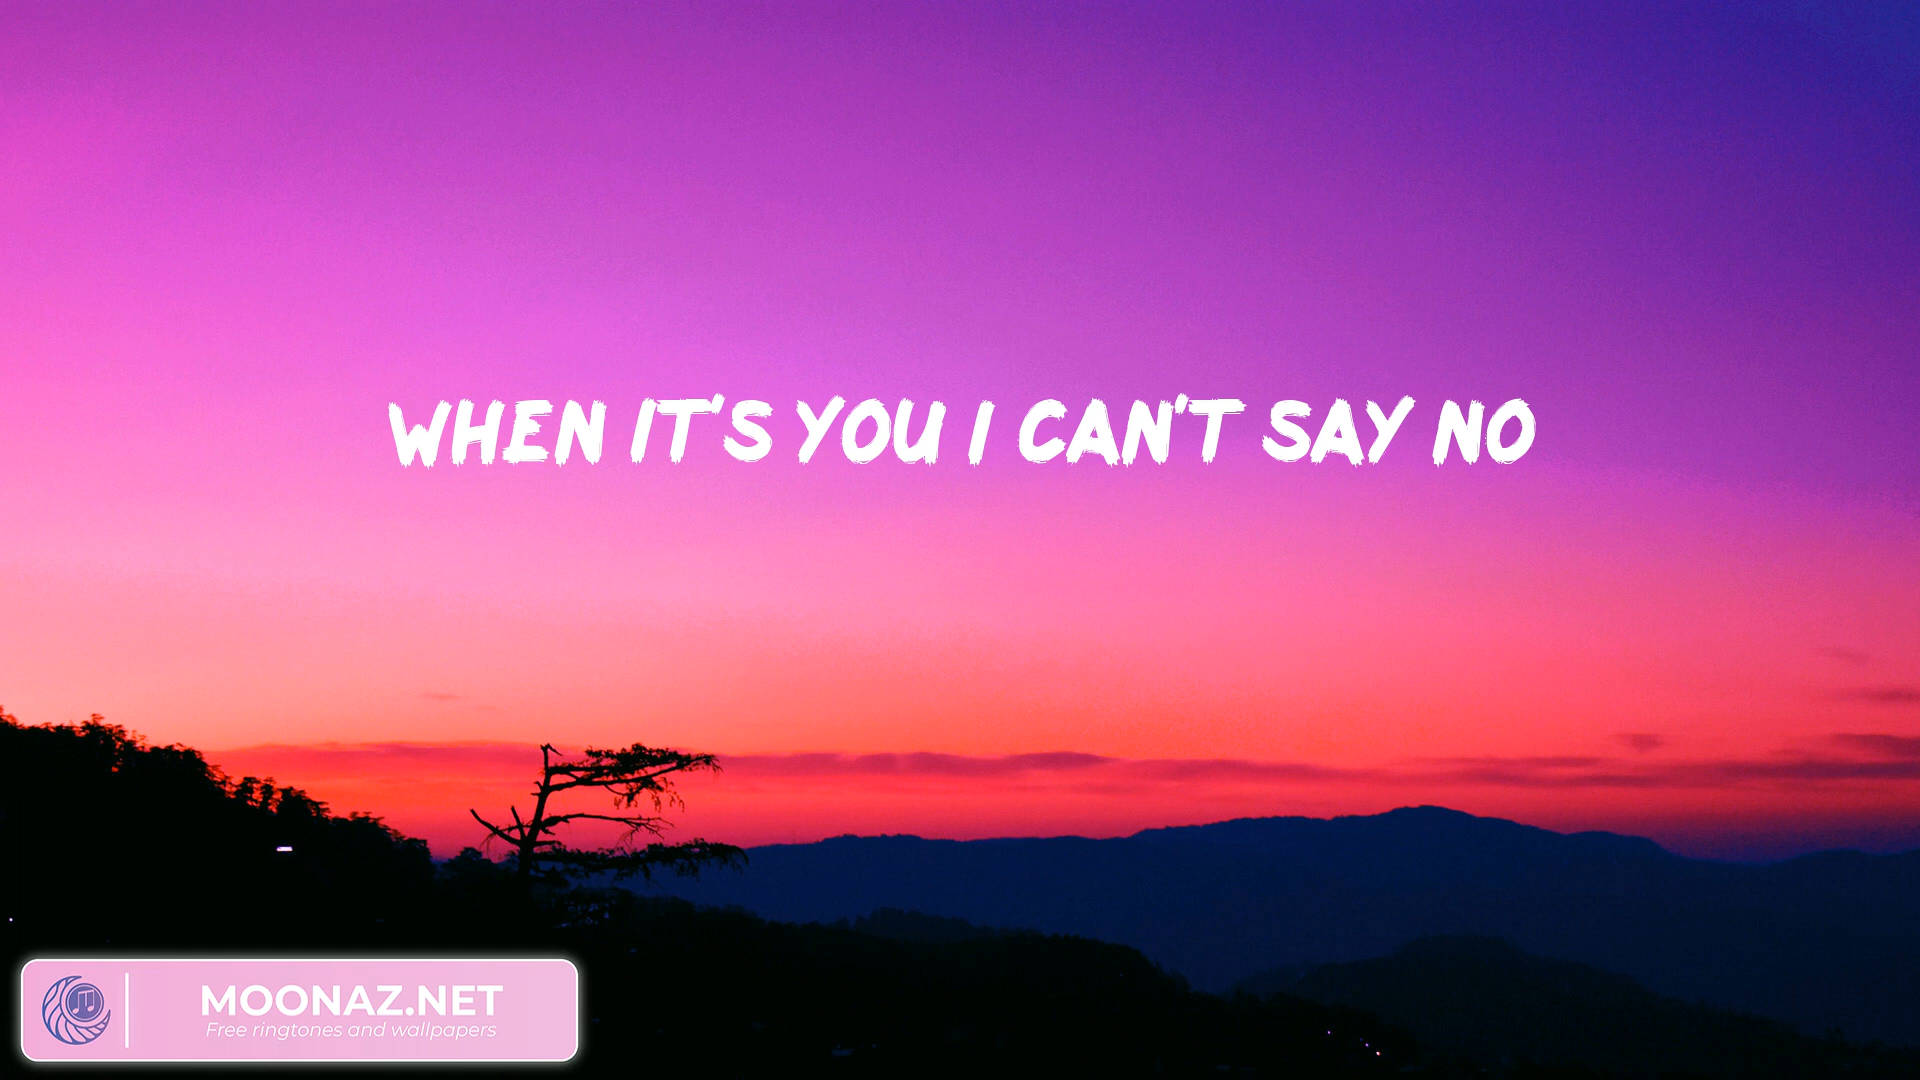 WHEN IT'S YOU I CAN'T SAY NO
MOONAZ.NET
Free ringtones and wallpapers